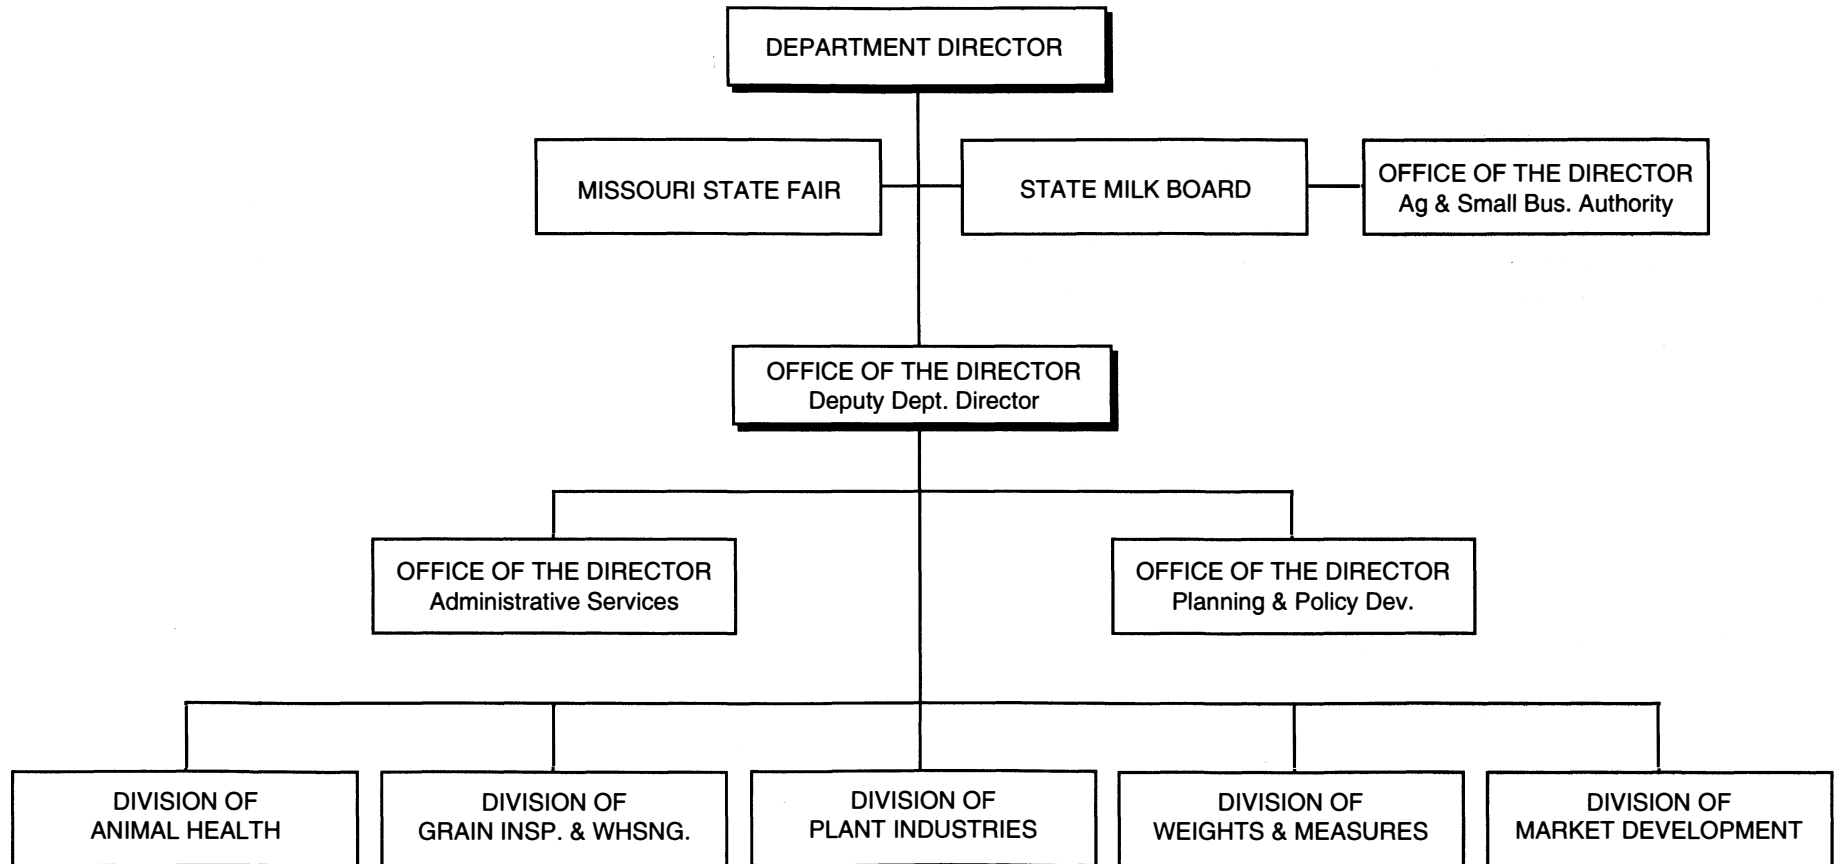 DEPARTMENT DIRECTOR
MISSOURI STATE FAIR
STATE MILK BOARD
OFFICE OF THE DIRECTOR
Ag & Small Bus. Authority
OFFICE OF THE DIRECTOR
Deputy Dept. Director
OFFICE OF THE DIRECTOR
Administrative Services
OFFICE OF THE DIRECTOR
Planning & Policy Dev.
DIVISION OF
ANIMAL HEALTH
DIVISION OF
GRAIN INSP. & WHSNG.
DIVISION OF
PLANT INDUSTRIES
DIVISION OF
WEIGHTS & MEASURES
DIVISION OF
MARKET DEVELOPMENT